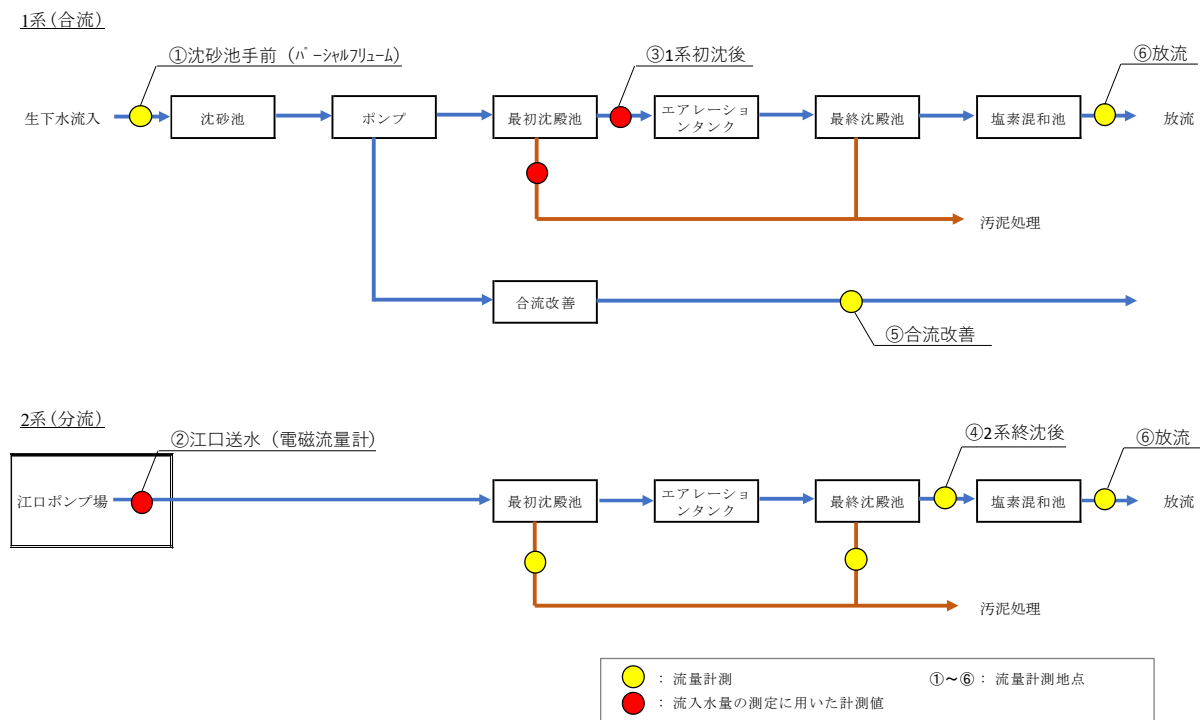 1系(合流)
①沈砂池手前（ﾊﾟｰｼｬﾙﾌﾘｭｰﾑ）
③1系初沈後
⑥放流
生下水流入
沈砂池
ポンプ
最初沈殿池
エアレーショ
ンタンク
最終沈殿池
塩素混和池
放流
汚泥処理
合流改善
⑤合流改善
2系(分流)
②江口送水（電磁流量計）
④2系終沈後
⑥放流
江口ポンプ場
最初沈殿池
エアレーショ
ンタンク
最終沈殿池
塩素混和池
放流
汚泥処理
：流量計測
①～⑥：流量計測地点
：流入水量の測定に用いた計測値